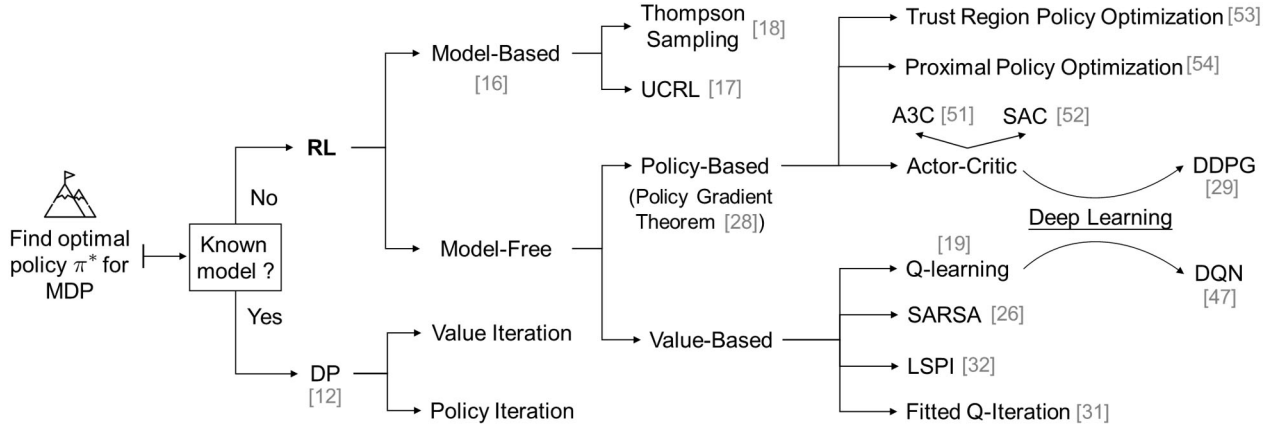 Find optimal
policy π* for
MDP
Known
model ?
No
Yes
RL
DP
[12]
Model-Based
[16]
Model-Free
Value Iteration
Policy Iteration
Thompson
Sampling [18]
UCRL [17]
Policy-Based
(Policy Gradient
Theorem [28])
Value-Based
Trust Region Policy Optimization [53]
Proximal Policy Optimization [54]
A3C [51] SAC [52]
Actor-Critic
DDPG
[29]
Deep Learning
[19]
Q-learning
DQN
[47]
SARSA [26]
LSPI [32]
Fitted Q-Iteration [31]